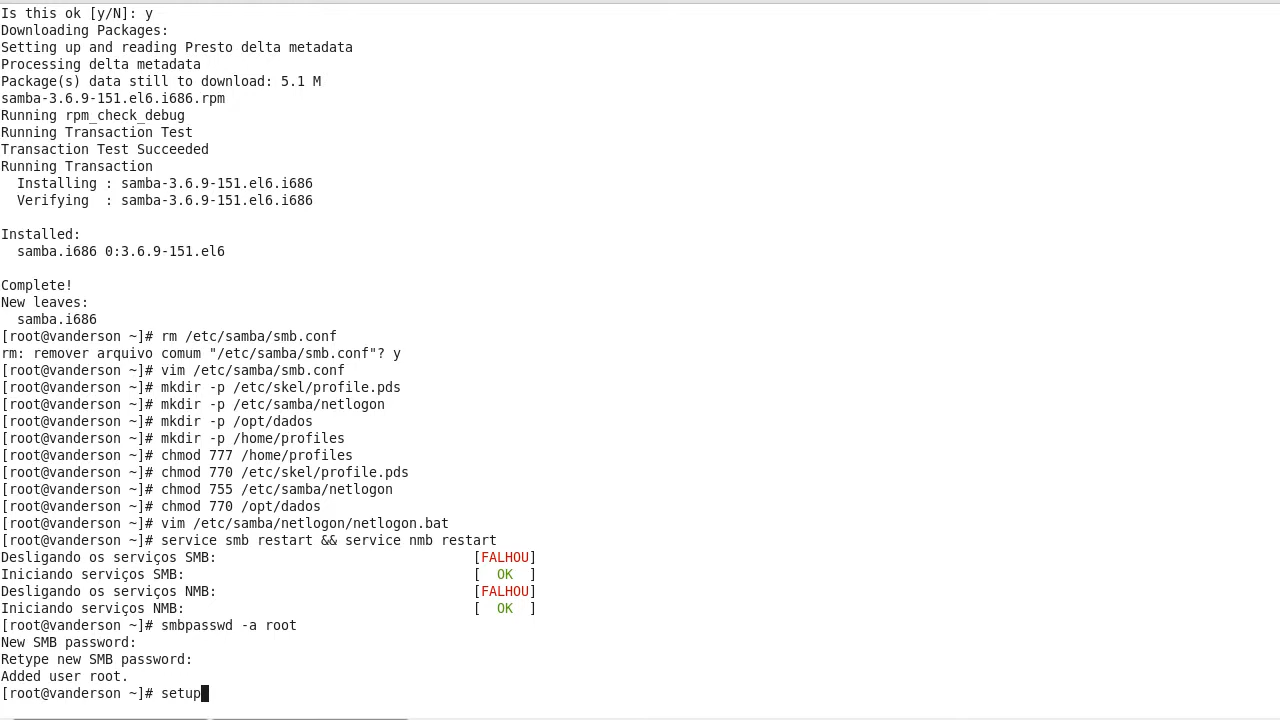 Is this ok [y/N]: y
Downloading Packages:
Setting up and reading Presto delta metadata
Processing delta metadata
Package(s) data still to download: 5.1 M
samba-3.6.9-151.el6.i686.rpm
Running rpm_check_debug
Running Transaction Test
Transaction Test Succeeded
Running Transaction
  Installing : samba-3.6.9-151.el6.i686
  Verifying  : samba-3.6.9-151.el6.i686

Installed:
  samba.i686 0:3.6.9-151.el6

Complete!
New leaves:
  samba.i686
[root@vanderson ~]# rm /etc/samba/smb.conf
rm: remover arquivo comum "/etc/samba/smb.conf"? y
[root@vanderson ~]# vim /etc/samba/smb.conf
[root@vanderson ~]# mkdir -p /etc/skel/profile.pds
[root@vanderson ~]# mkdir -p /etc/samba/netlogon
[root@vanderson ~]# mkdir -p /opt/dados
[root@vanderson ~]# mkdir -p /home/profiles
[root@vanderson ~]# chmod 777 /home/profiles
[root@vanderson ~]# chmod 770 /etc/skel/profile.pds
[root@vanderson ~]# chmod 755 /etc/samba/netlogon
[root@vanderson ~]# chmod 770 /opt/dados
[root@vanderson ~]# vim /etc/samba/netlogon/netlogon.bat
[root@vanderson ~]# service smb restart && service nmb restart
Desligando os serviços SMB:                                [FALHOU]
Iniciando serviços SMB:                                    [  OK  ]
Desligando os serviços NMB:                                [FALHOU]
Iniciando serviços NMB:                                    [  OK  ]
[root@vanderson ~]# smbpasswd -a root
New SMB password:
Retype new SMB password:
Added user root.
[root@vanderson ~]# setup